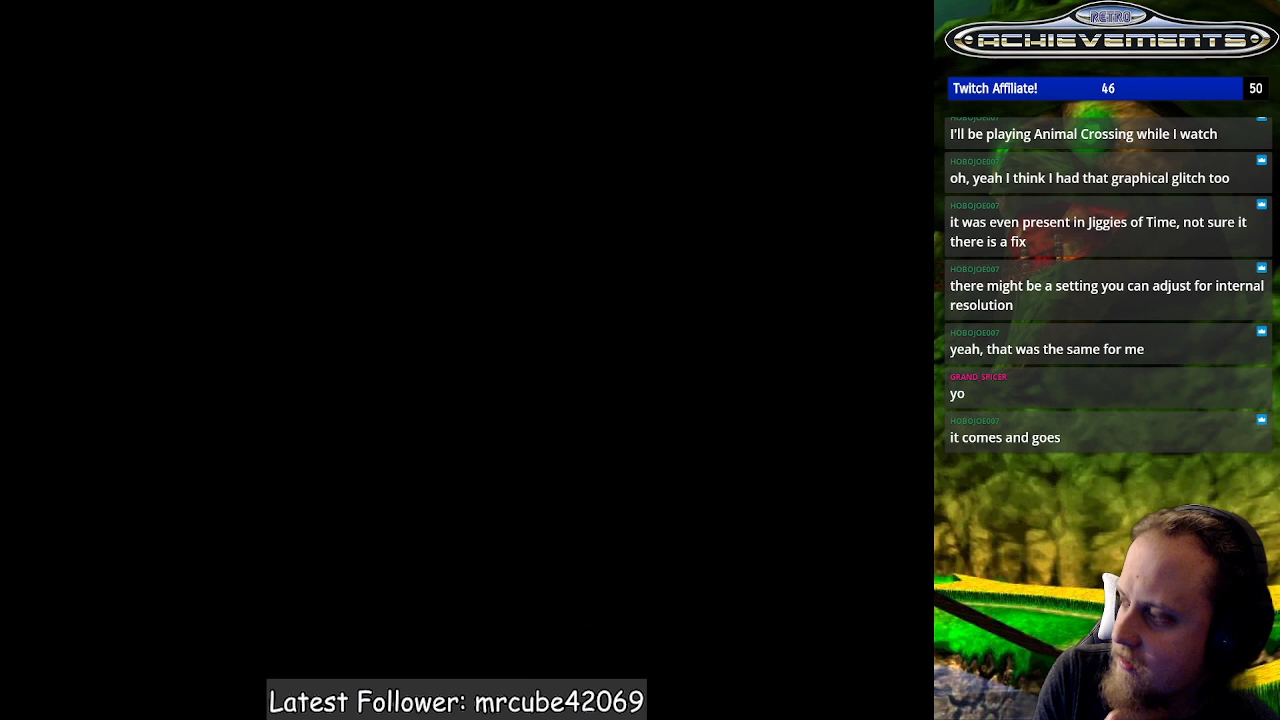 RETRO
ACHIEVEMENTS
Twitch Affiliate! 46 50
HOBOJOE007
I'll be playing Animal Crossing while I watch
HOBOJOE007
oh, yeah I think I had that graphical glitch too
HOBOJOE007
it was even present in Jiggies of Time, not sure it
there is a fix
HOBOJOE007
there might be a setting you can adjust for internal
resolution
HOBOJOE007
yeah, that was the same for me
GRAND SPICER
yo
HOBOJOE007
it comes and goes
Latest Follower: mrcube42069